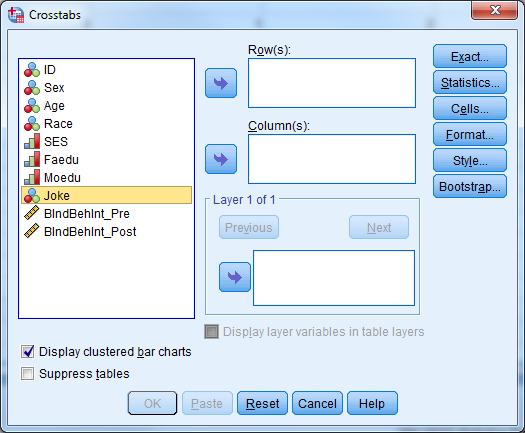 Crosstabs
ID
Sex
Age
Race
SES
Faedu
Moedu
Joke
BIndBehInt_Pre
BIndBehInt_Post
Row(s):
Column(s):
Layer 1 of 1
Previous
Next
Display layer variables in table layers
Exact...
Statistics...
Cells...
Format...
Style...
Bootstrap...
Display clustered bar charts
Suppress tables
OK
Paste
Reset
Cancel
Help